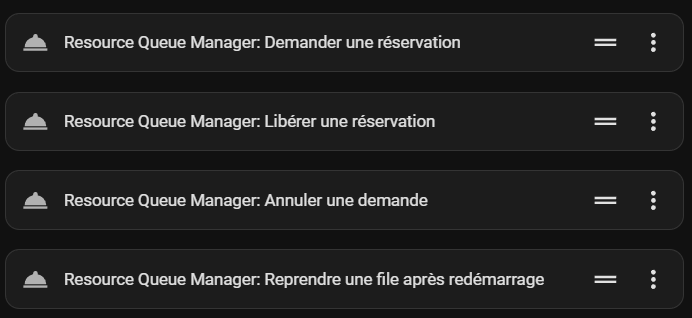 Resource Queue Manager: Demander une réservation
Resource Queue Manager: Libérer une réservation
Resource Queue Manager: Annuler une demande
Resource Queue Manager: Reprendre une file après redémarrage